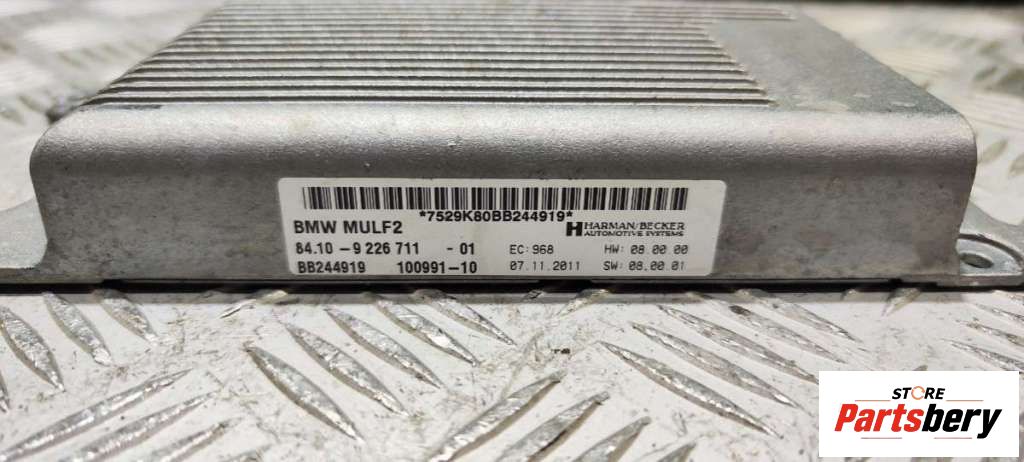 *7529K80BB244919*
BMW MULF2
HARMAN/BECKER
AUTOMOTIVE SYSTEMS
84.10 - 9 226 711 - 01 EC: 968 HW: 08.00.00
BB244919 100991-10 07.11.2011 SW: 08.00.01
STORE
Partsbery